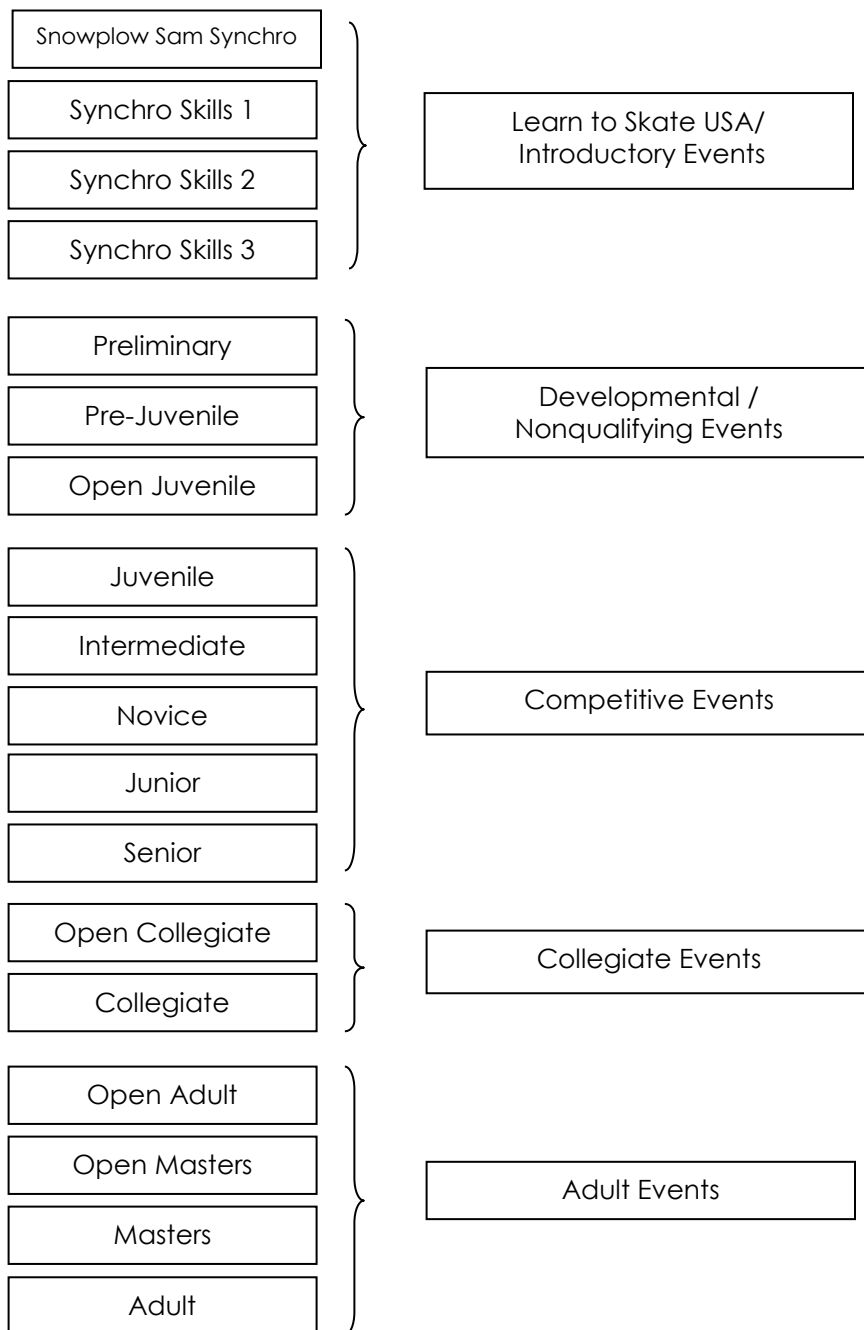 Snowplow Sam Synchro
Synchro Skills 1
Synchro Skills 2
Synchro Skills 3
Learn to Skate USA/
Introductory Events
Preliminary
Pre-Juvenile
Open Juvenile
Developmental /
Nonqualifying Events
Juvenile
Intermediate
Novice
Junior
Senior
Competitive Events
Open Collegiate
Collegiate
Collegiate Events
Open Adult
Open Masters
Masters
Adult
Adult Events